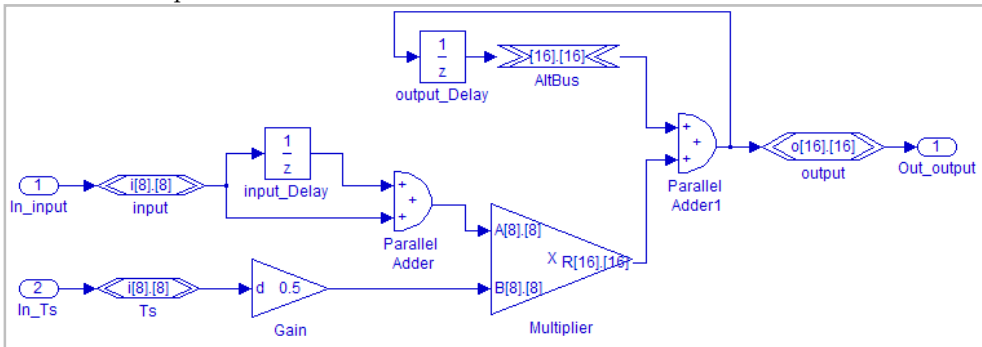 1
z
output_Delay
[16].[16]
AltBus
+
+
+
Parallel
Adder1
o[16].[16]
output
1
Out_output
1
In_input
i[8].[8]
input
1
z
input_Delay
+
+
+
Parallel
Adder
A[8].[8]
X
R[16].[16]
B[8].[8]
Multiplier
2
In_Ts
i[8].[8]
Ts
d
0.5
Gain